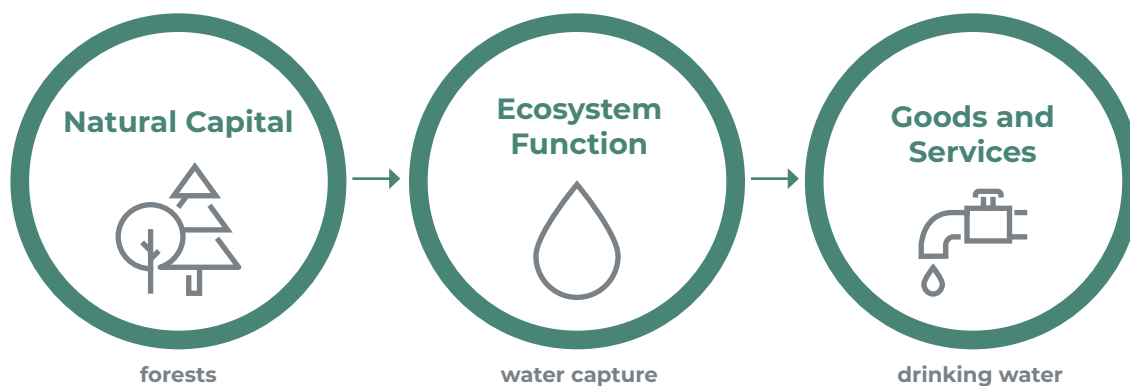 Natural Capital
Ecosystem
Function
Goods and
Services
forests
water capture
drinking water